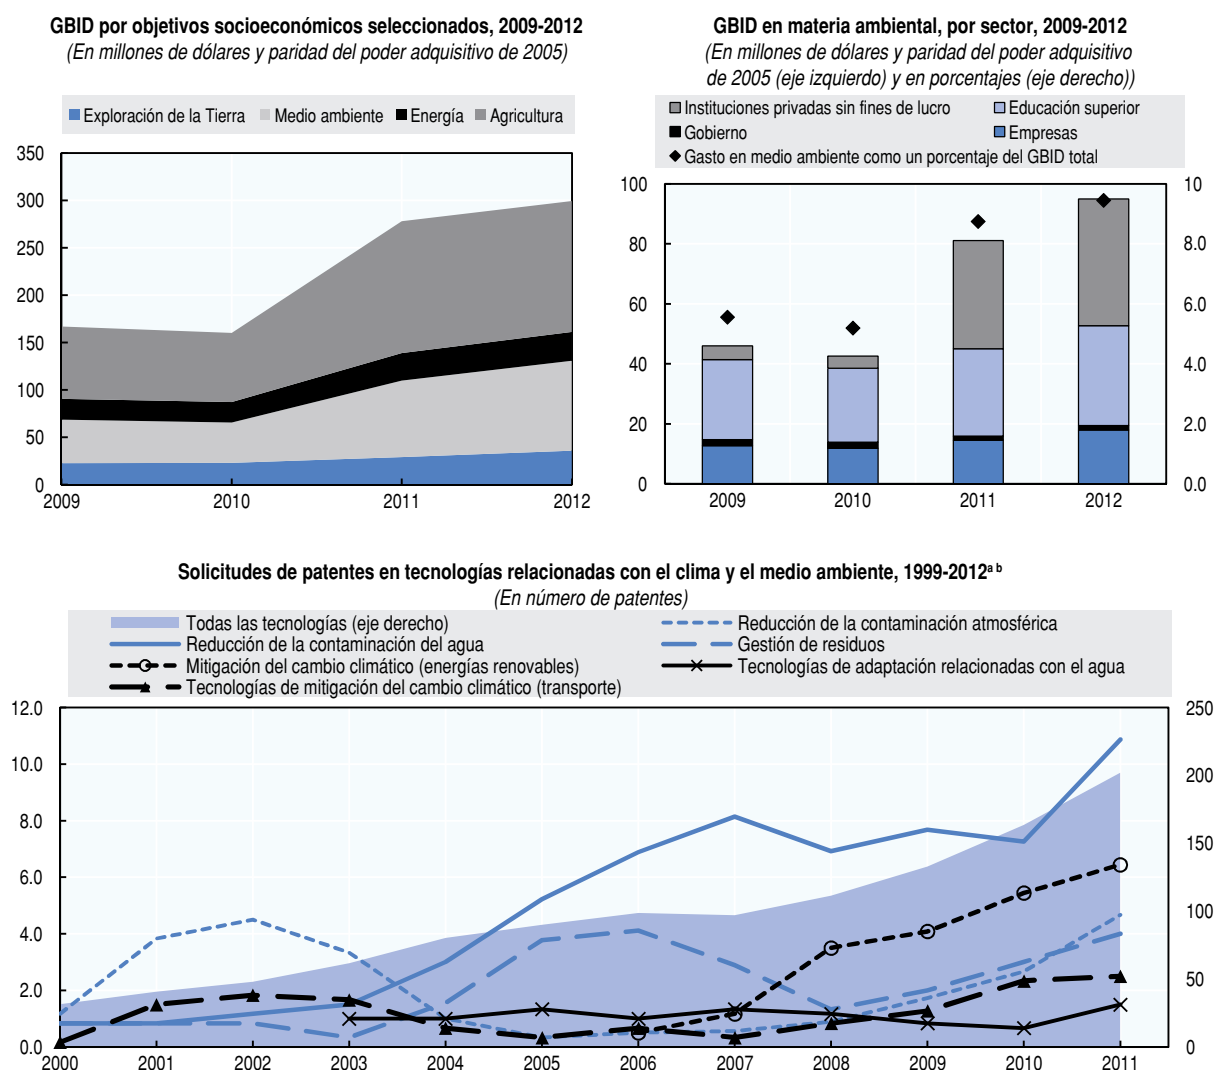 GBID por objetivos socioeconómicos seleccionados, 2009-2012
(En millones de dólares y paridad del poder adquisitivo de 2005)
Exploración de la Tierra Medio ambiente Energía Agricultura
350
300
250
200
150
100
50
0
2009 2010 2011 2012
GBID en materia ambiental, por sector, 2009-2012
(En millones de dólares y paridad del poder adquisitivo
de 2005 (eje izquierdo) y en porcentajes (eje derecho))
Instituciones privadas sin fines de lucro Educación superior
Gobierno Empresas
Gasto en medio ambiente como un porcentaje del GBID total
100 10
80 8.0
60 6.0
40 4.0
20 2.0
0 0.0
2009 2010 2011 2012
Solicitudes de patentes en tecnologías relacionadas con el clima y el medio ambiente, 1999-2012ª ᵇ
(En número de patentes)
Todas las tecnologías (eje derecho) Reducción de la contaminación atmosférica
Reducción de la contaminación del agua Gestión de residuos
Mitigación del cambio climático (energías renovables) Tecnologías de adaptación relacionadas con el agua
Tecnologías de mitigación del cambio climático (transporte)
12.0 250
10.0 200
8.0 150
6.0 100
4.0 50
2.0 0
0.0
2000 2001 2002 2003 2004 2005 2006 2007 2008 2009 2010 2011